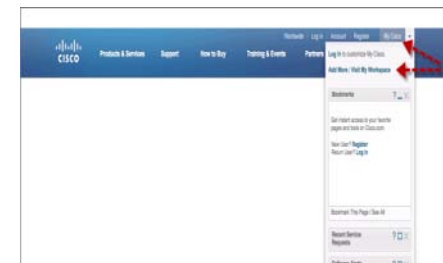 Worldwide Log In Account Register My Cisco
CISCO
Products & Services Support How to Buy Training & Events Partners
Log In to customize My Cisco.
Add More | Visit My Workspace
Bookmarks
Get instant access to your favorite
pages and tools on Cisco.com
New User? Register
Return User? Log In
Bookmark This Page | See All
Recent Service
Requests